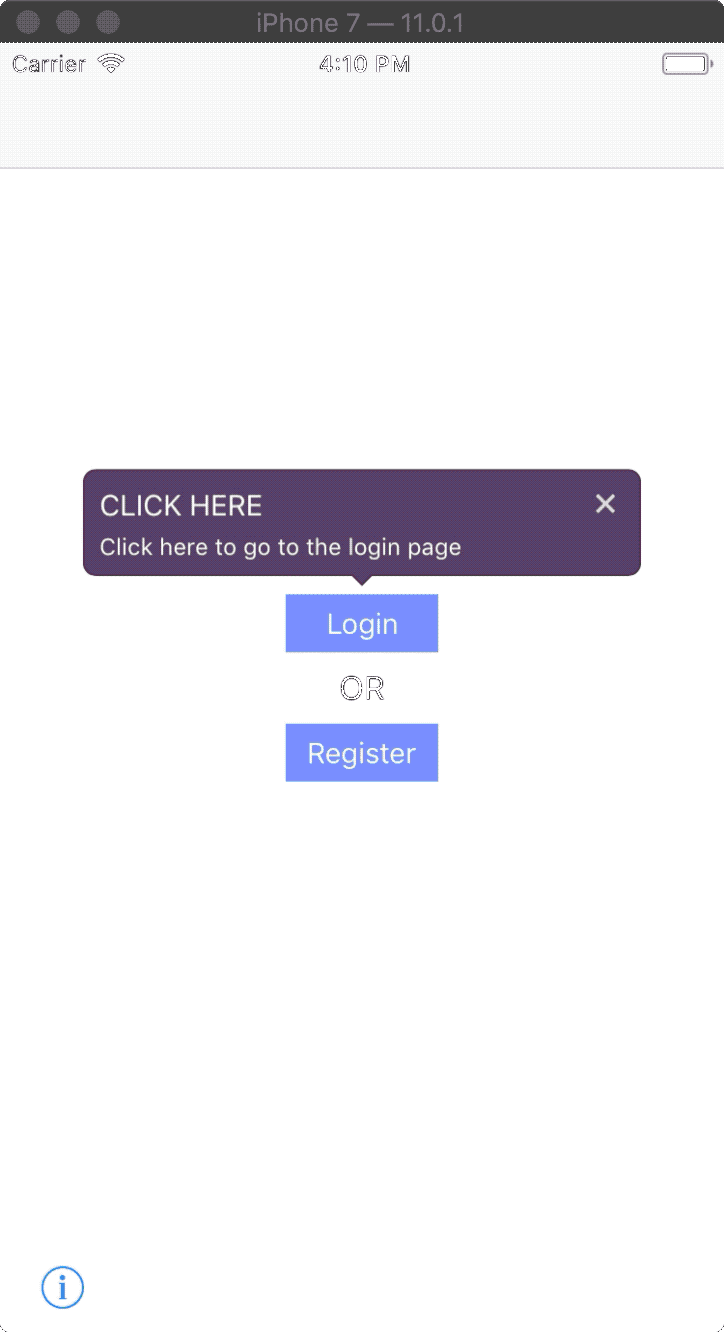 iPhone 7 — 11.0.1
Carrier 4:10 PM
CLICK HERE
Click here to go to the login page
Login
OR
Register